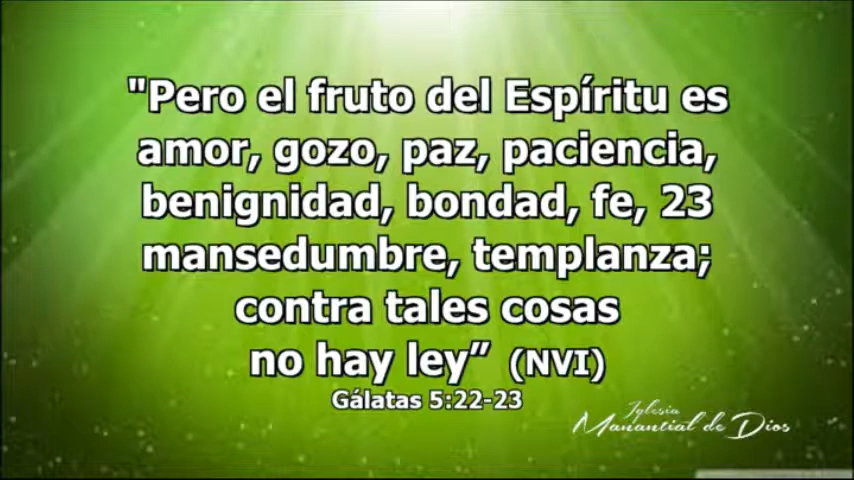 "Pero el fruto del Espíritu es
amor, gozo, paz, paciencia,
benignidad, bondad, fe, 23
mansedumbre, templanza;
contra tales cosas
no hay ley” (NVI)
Gálatas 5:22-23
Iglesia
Manantial de Dios